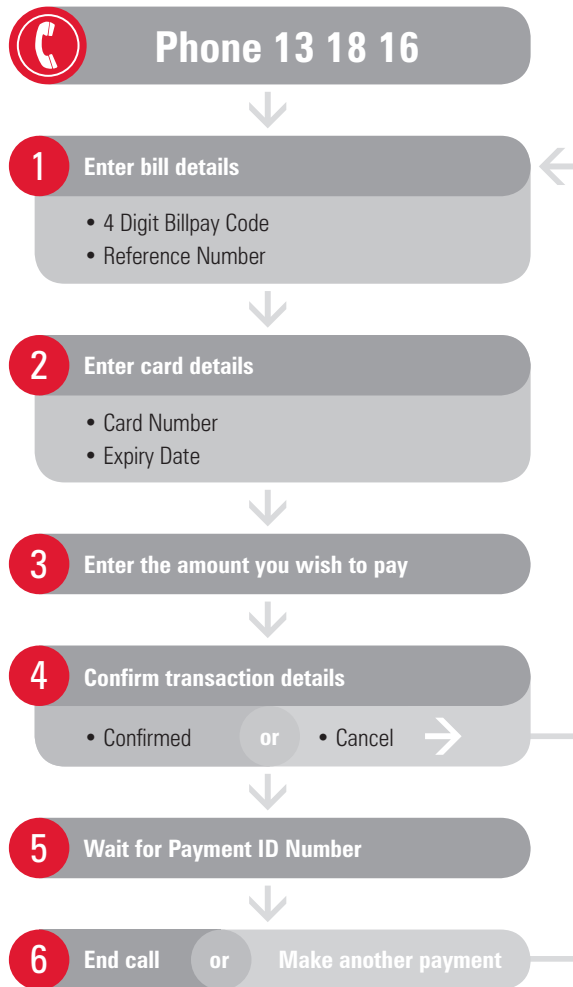 Phone 13 18 16
1 Enter bill details
• 4 Digit Billpay Code
• Reference Number
2 Enter card details
• Card Number
• Expiry Date
3 Enter the amount you wish to pay
4 Confirm transaction details
• Confirmed or • Cancel
5 Wait for Payment ID Number
6 End call or Make another payment